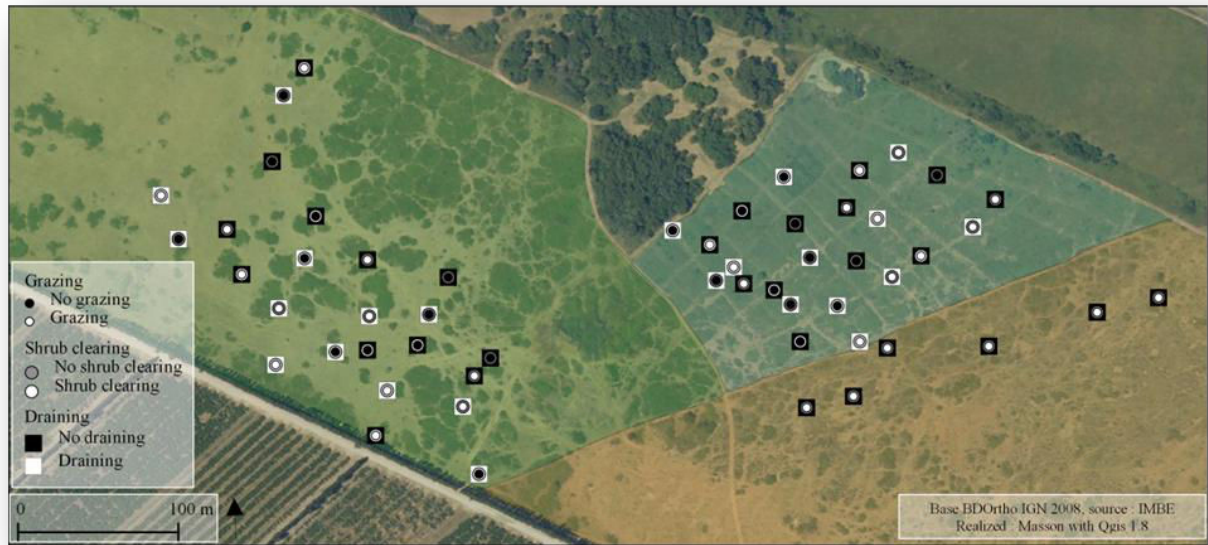 Grazing
No grazing
Grazing
Shrub clearing
No shrub clearing
Shrub clearing
Draining
No draining
Draining
0 100 m
Base BDOrtho IGN 2008, source : IMBE
Realized : Masson with Qgis 1.8